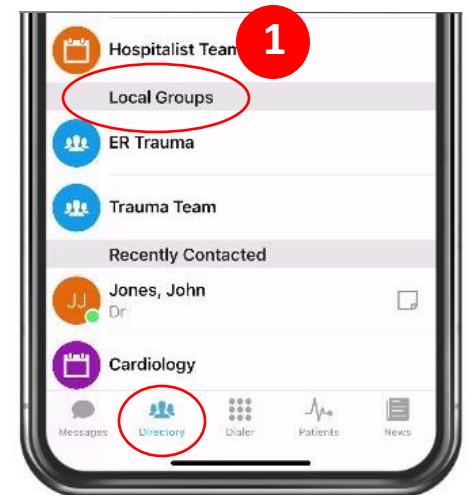 Hospitalist Team
1
Local Groups
ER Trauma
Trauma Team
Recently Contacted
JJ
Jones, John
Dr
Cardiology
Messages Directory Dialer Patients News